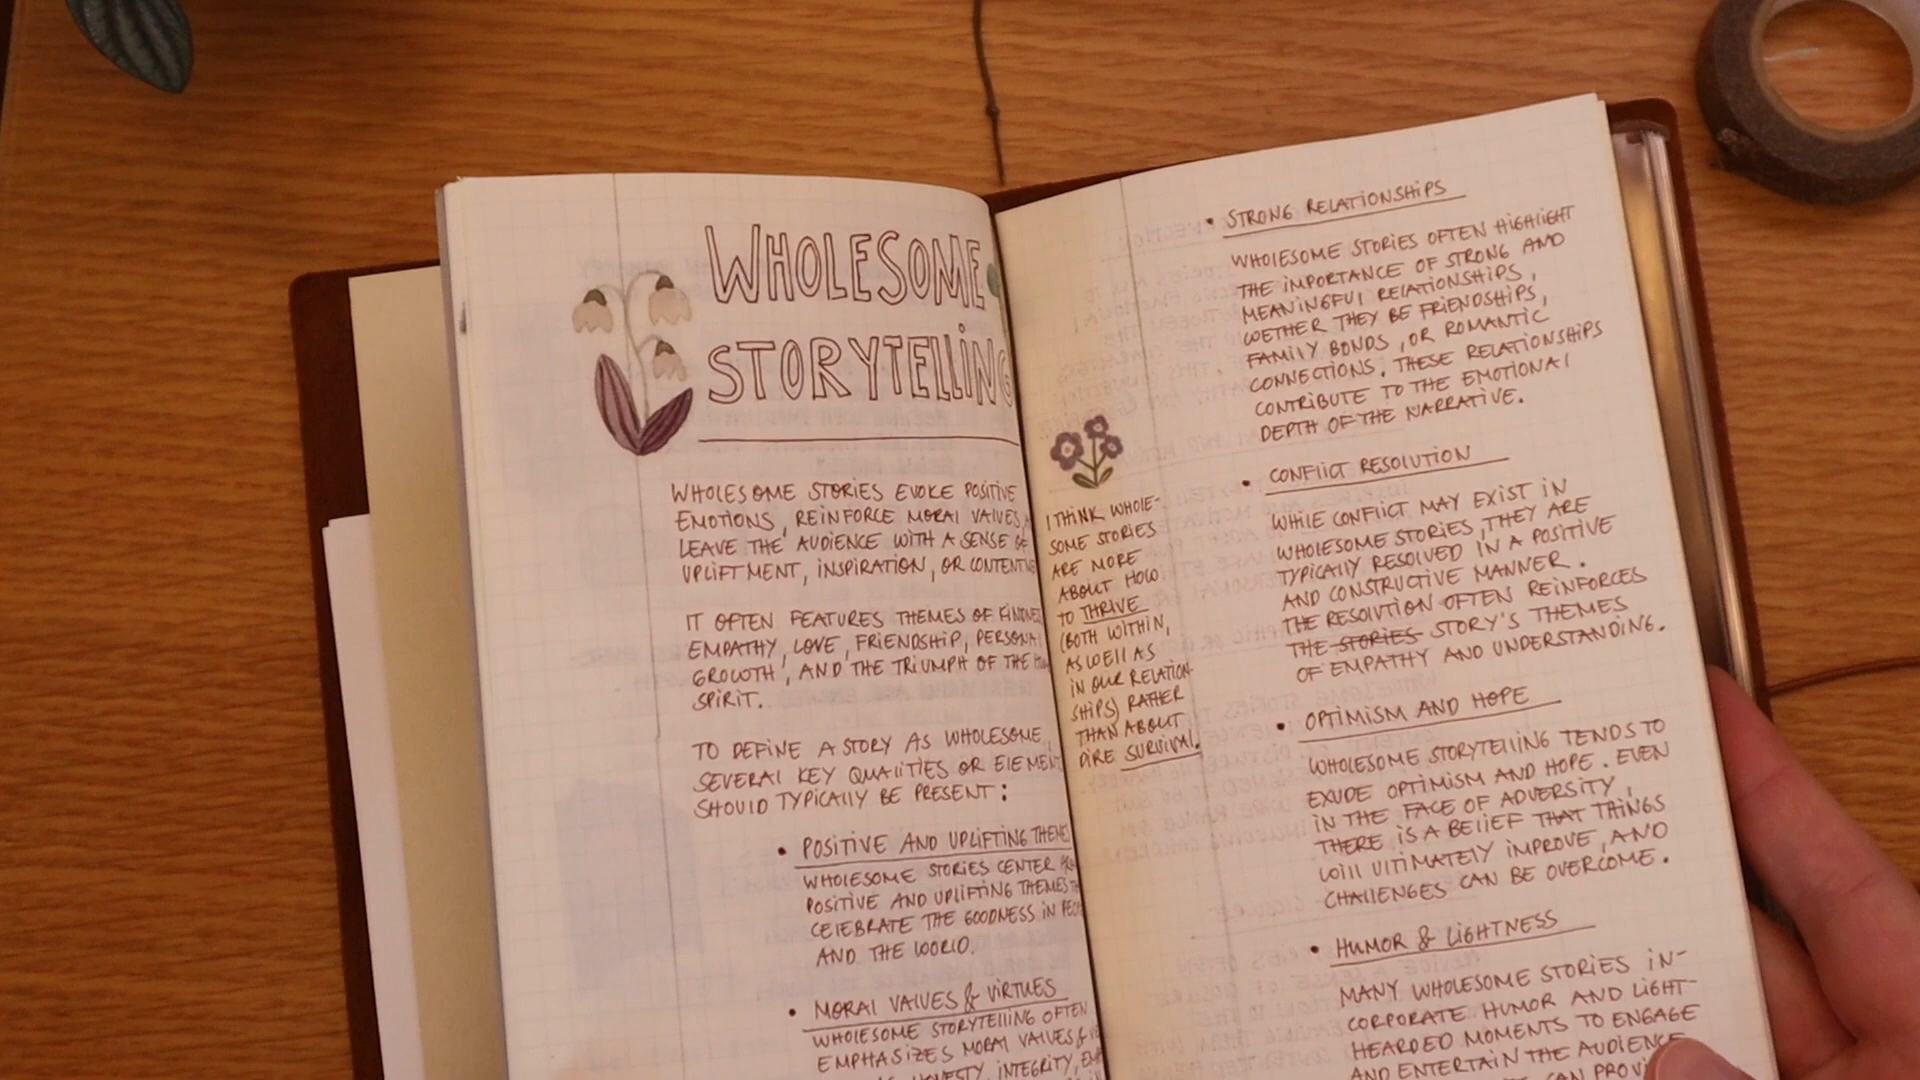 WHOLESOME
STORYTELLING
WHOLESOME STORIES EVOKE POSITIVE
EMOTIONS, REINFORCE MORAL VALUES,
LEAVE THE AUDIENCE WITH A SENSE OF
UPLIFTMENT, INSPIRATION, OR
IT OFTEN FEATURES THEMES OF
EMPATHY, LOVE, FRIENDSHIP,
GROWTH, AND THE TRIUMPH OF THE
SPIRIT.
TO DEFINE A STORY AS WHOLESOME,
SEVERAL KEY QUALITIES OR
SHOULD TYPICALLY BE PRESENT:
• POSITIVE AND UPLIFTING
WHOLESOME STORIES CENTER
POSITIVE AND UPLIFTING THEMES
CELEBRATE THE GOODNESS IN
AND THE WORLD.
• MORAL VALUES & VIRTUES
WHOLESOME STORYTELLING OFTEN
EMPHASIZES MORAL VALUES &
HONESTY, INTEGRITY,
I THINK WHOLE-
SOME STORIES
ARE MORE
ABOUT HOW
TO THRIVE
(BOTH WITHIN,
AS WELL AS
IN OUR RELATION-
SHIPS) RATHER
THAN ABOUT
DIRE SURVIVAL.
• STRONG RELATIONSHIPS
WHOLESOME STORIES OFTEN HIGHLIGHT
THE IMPORTANCE OF STRONG AND
MEANINGFUL RELATIONSHIPS,
WETHER THEY BE FRIENDSHIPS,
FAMILY BONDS, OR ROMANTIC
CONNECTIONS. THESE RELATIONSHIPS
CONTRIBUTE TO THE EMOTIONAL
DEPTH OF THE NARRATIVE.
• CONFLICT RESOLUTION
WHILE CONFLICT MAY EXIST IN
WHOLESOME STORIES, THEY ARE
TYPICALLY RESOLVED IN A POSITIVE
AND CONSTRUCTIVE MANNER.
THE RESOLUTION OFTEN REINFORCES
THE STORIES STORY'S THEMES
OF EMPATHY AND UNDERSTANDING.
• OPTIMISM AND HOPE
WHOLESOME STORYTELLING TENDS TO
EXUDE OPTIMISM AND HOPE. EVEN
IN THE FACE OF ADVERSITY,
THERE IS A BELIEF THAT THINGS
WILL ULTIMATELY IMPROVE, AND
CHALLENGES CAN BE OVERCOME.
• HUMOR & LIGHTNESS
MANY WHOLESOME STORIES IN-
CORPORATE HUMOR AND LIGHT-
HEARDED MOMENTS TO ENGAGE
AND ENTERTAIN THE AUDIENCE
CAN